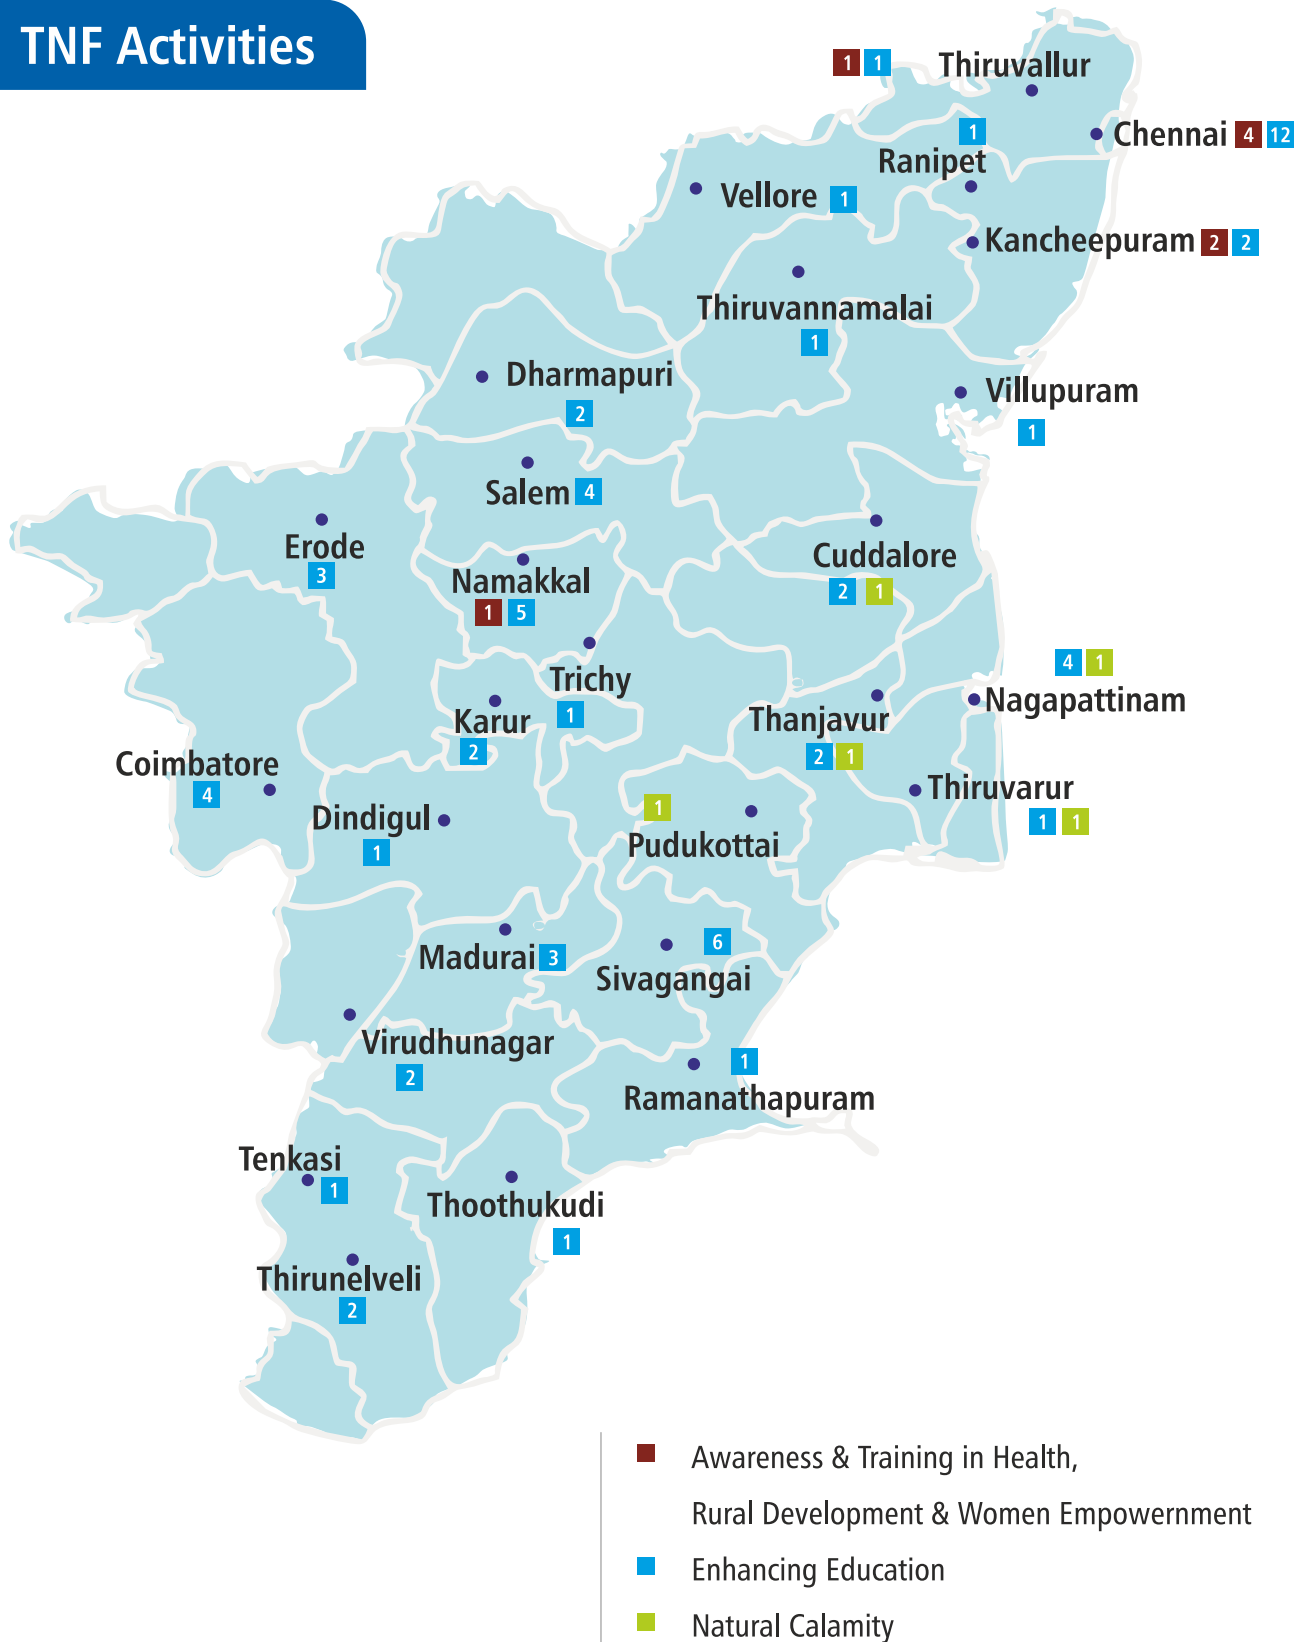 TNF Activities
1 1
Thiruvallur
Chennai 4 12
1
Ranipet
Vellore 1
Kancheepuram 2 2
Thiruvannamalai
1
Dharmapuri
2
Villupuram
1
Salem 4
Erode
3
Cuddalore
2 1
Namakkal
1 5
Trichy
1
4 1
Nagapattinam
Karur
2
Thanjavur
2 1
Coimbatore
4
Thiruvarur
1 1
Dindigul
1
1
Pudukottai
Madurai 3
6
Sivagangai
Virudhunagar
2
1
Ramanathapuram
Tenkasi
1
Thoothukudi
1
Thirunelveli
2
Awareness & Training in Health,
Rural Development & Women Empowernment
Enhancing Education
Natural Calamity